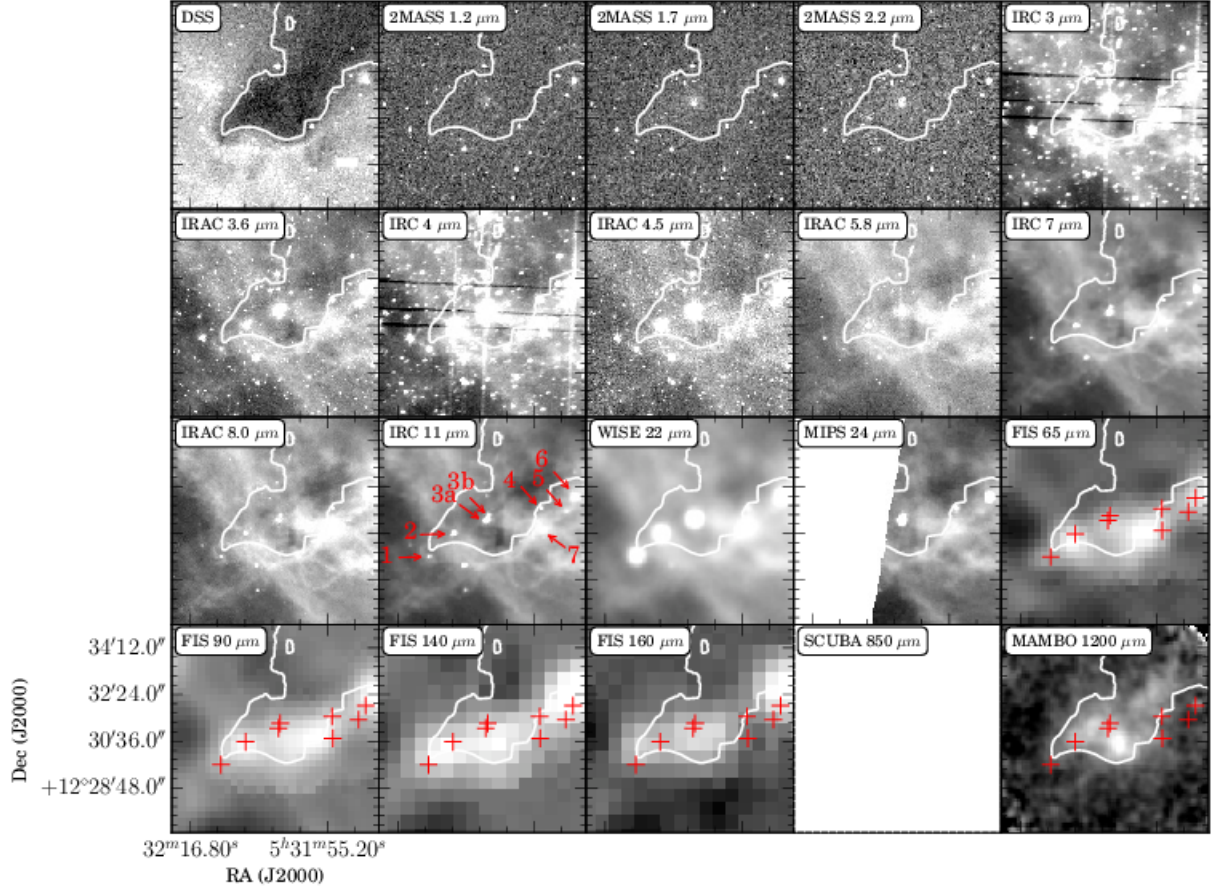 DSS
2MASS 1.2 μm
2MASS 1.7 μm
2MASS 2.2 μm
IRC 3 μm
IRAC 3.6 μm
IRC 4 μm
IRAC 4.5 μm
IRAC 5.8 μm
IRC 7 μm
IRAC 8.0 μm
IRC 11 μm
WISE 22 μm
MIPS 24 μm
FIS 65 μm
6
3b
4
5
3a
2
1
7
FIS 90 μm
FIS 140 μm
FIS 160 μm
SCUBA 850 μm
MAMBO 1200 μm
34′12.0″
32′24.0″
30′36.0″
+12°28′48.0″
Dec (J2000)
32ᵐ16.80ˢ
5ʰ31ᵐ55.20ˢ
RA (J2000)